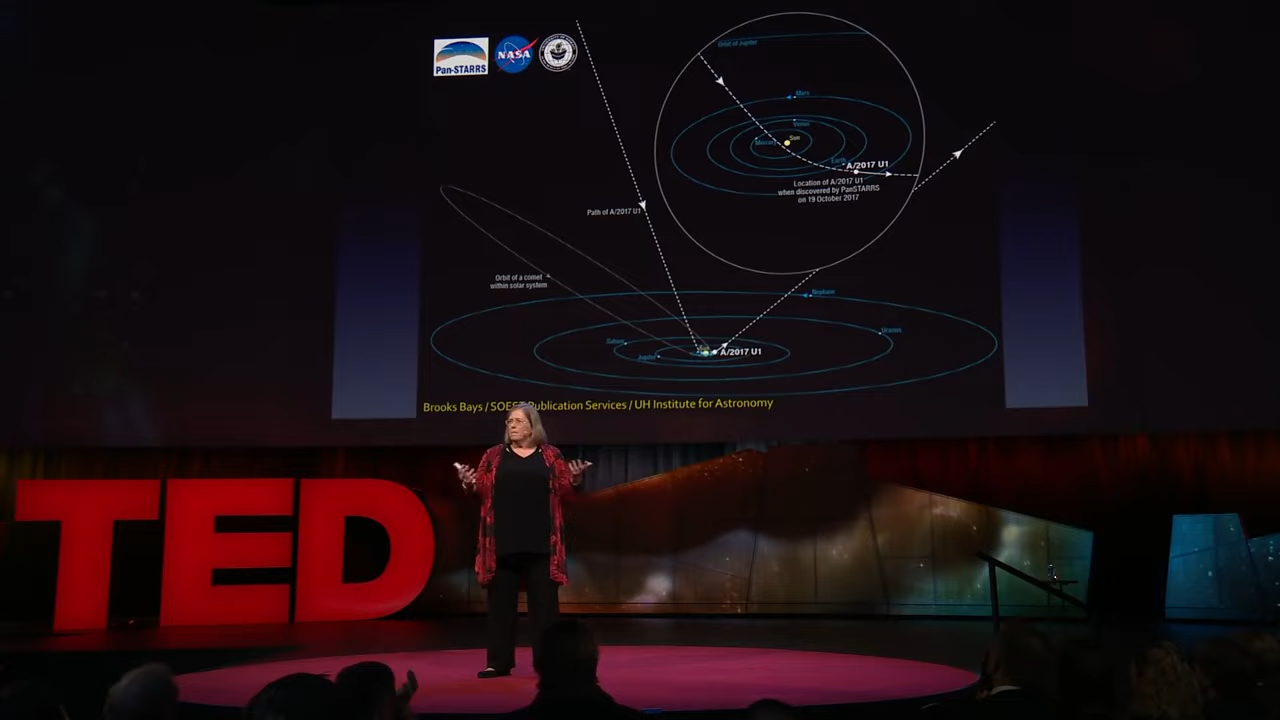 Pan-STARRS
NASA
Orbit of Jupiter
Mars
Venus
Sun
Mercury
Earth
A/2017 U1
Location of A/2017 U1
when discovered by PanSTARRS
on 19 October 2017
Path of A/2017 U1
Orbit of a comet
within solar system
Neptune
Uranus
Saturn
Jupiter
A/2017 U1
Brooks Bays / SOEST Publication Services / UH Institute for Astronomy
TED